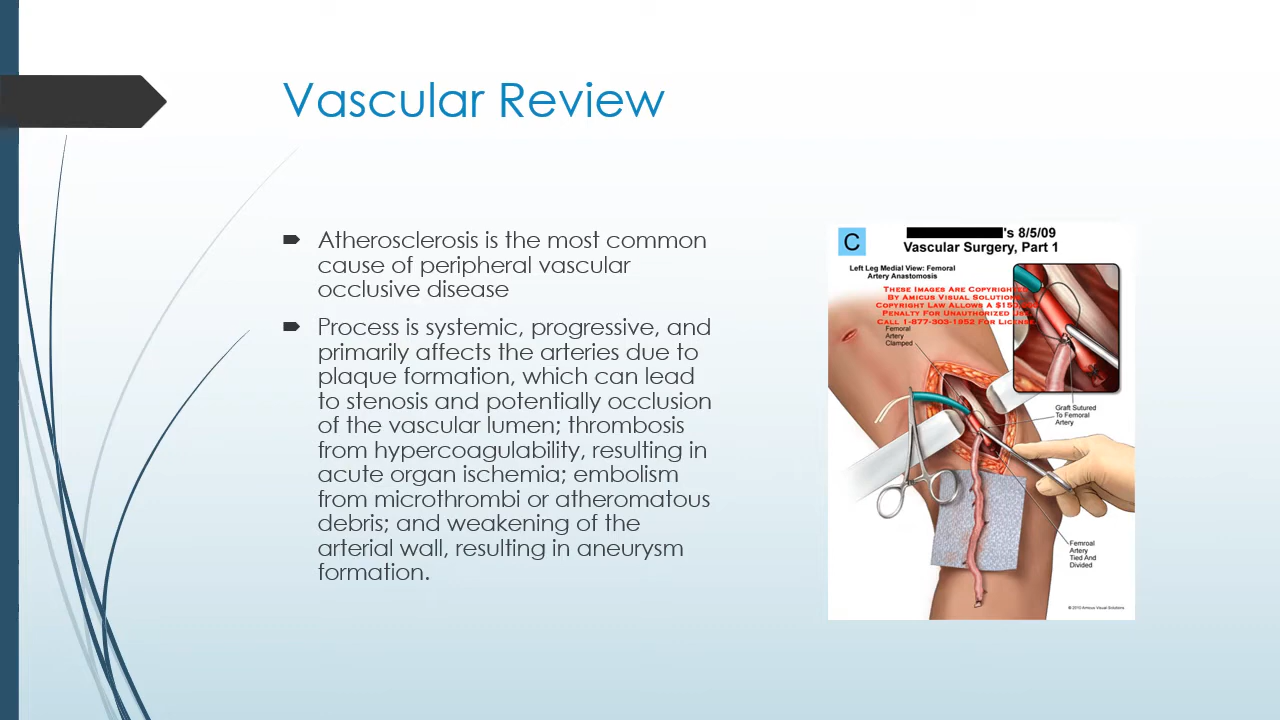 Vascular Review
Atherosclerosis is the most common
cause of peripheral vascular
occlusive disease
Process is systemic, progressive, and
primarily affects the arteries due to
plaque formation, which can lead
to stenosis and potentially occlusion
of the vascular lumen; thrombosis
from hypercoagulability, resulting in
acute organ ischemia; embolism
from microthrombi or atheromatous
debris; and weakening of the
arterial wall, resulting in aneurysm
formation.
C
's 8/5/09
Vascular Surgery, Part 1
Left Leg Medial View: Femoral
Artery Anastomosis
These Images Are Copyrighted
By Amicus Visual Solutions.
Copyright Law Allows A
Penalty For Unauthorized Use.
Call 1-877-303-1952 For License.
Femoral
Artery
Clamped
Graft Sutured
To Femoral
Artery
Femroal
Artery
Tied And
Divided
© 2010 Amicus Visual Solutions